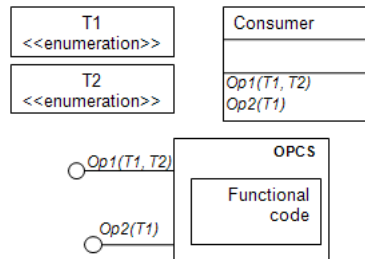 T1
<<enumeration>>
Consumer
T2
<<enumeration>>
Op1(T1, T2)
Op2(T1)
OPCS
Op1(T1, T2)
Functional
code
Op2(T1)